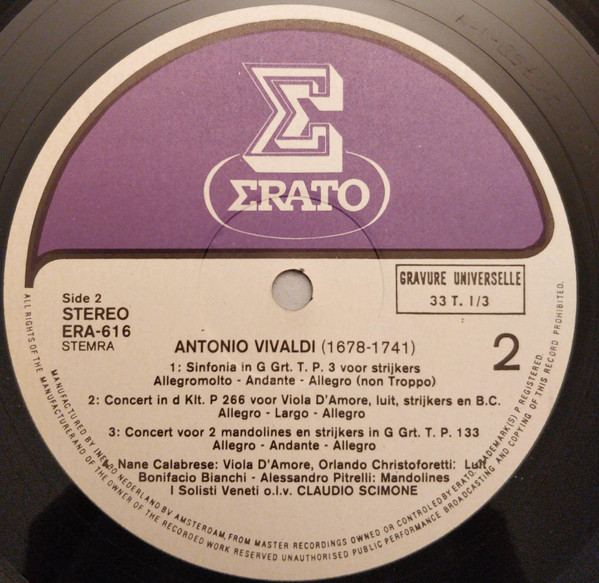 ΣRATO
GRAVURE UNIVERSELLE
33 T. 1/3
Side 2
STEREO
ERA-616
STEMRA
2
ANTONIO VIVALDI (1678-1741)
1: Sinfonia in G Grt. T. P. 3 voor strijkers
Allegromolto - Andante - Allegro (non Troppo)
2: Concert in d Klt. P 266 voor Viola D'Amore, luit, strijkers en B.C.
Allegro - Largo - Allegro
3: Concert voor 2 mandolines en strijkers in G Grt. T. P. 133
Allegro - Andante - Allegro
Nane Calabrese: Viola D'Amore, Orlando Christoforetti: Luit
Bonifacio Bianchi - Alessandro Pitrelli: Mandolines
I Solisti Veneti o.l.v. CLAUDIO SCIMONE
MANUFACTURED BY INELCO NEDERLAND BV AMSTERDAM, FROM MASTER RECORDINGS OWNED OR CONTROLED BY ERATO. TRADEMARK(S) P REGISTERED.
ALL RIGHTS OF THE MANUFACTURER AND OF THE OWNER OF THE RECORDED WORK RESERVED UNAUTHORISED PUBLIC PERFORMANCE BROADCASTING AND COPYING OF THIS RECORD PROHIBITED.